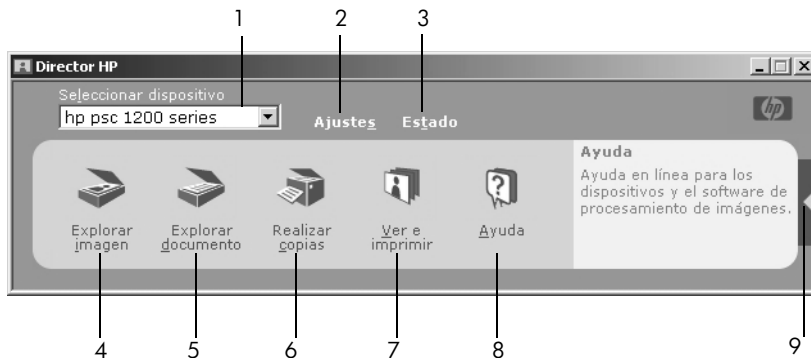 1 2 3
Director HP
Seleccionar dispositivo
hp psc 1200 series
Ajustes Estado
hp
Explorar imagen
Explorar documento
Realizar copias
Ver e imprimir
Ayuda
Ayuda
Ayuda en línea para los
dispositivos y el software de
procesamiento de imágenes.
4 5 6 7 8 9